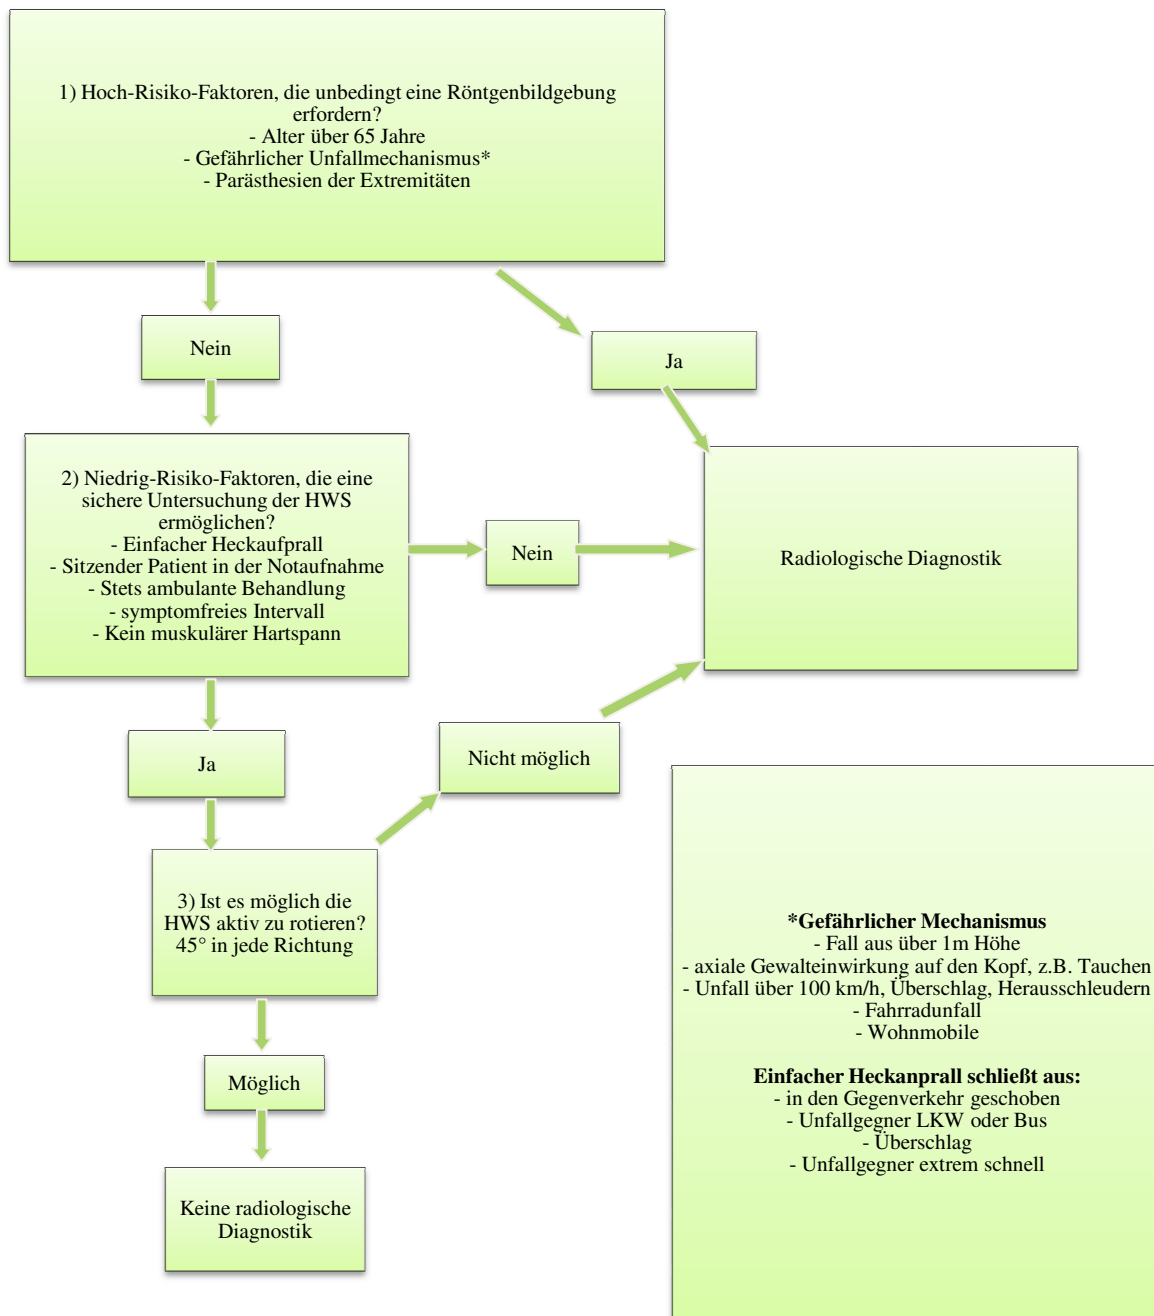 1) Hoch-Risiko-Faktoren, die unbedingt eine Röntgenbildgebung
erfordern?
- Alter über 65 Jahre
- Gefährlicher Unfallmechanismus*
- Parästhesien der Extremitäten
Nein
Ja
2) Niedrig-Risiko-Faktoren, die eine
sichere Untersuchung der HWS
ermöglichen?
- Einfacher Heckaufprall
- Sitzender Patient in der Notaufnahme
- Stets ambulante Behandlung
- symptomfreies Intervall
- Kein muskulärer Hartspann
Nein
Radiologische Diagnostik
Ja
Nicht möglich
3) Ist es möglich die
HWS aktiv zu rotieren?
45° in jede Richtung
Möglich
Keine radiologische
Diagnostik
*Gefährlicher Mechanismus
- Fall aus über 1m Höhe
- axiale Gewalteinwirkung auf den Kopf, z.B. Tauchen
- Unfall über 100 km/h, Überschlag, Herausschleudern
- Fahrradunfall
- Wohnmobile
Einfacher Heckanprall schließt aus:
- in den Gegenverkehr geschoben
- Unfallgegner LKW oder Bus
- Überschlag
- Unfallgegner extrem schnell